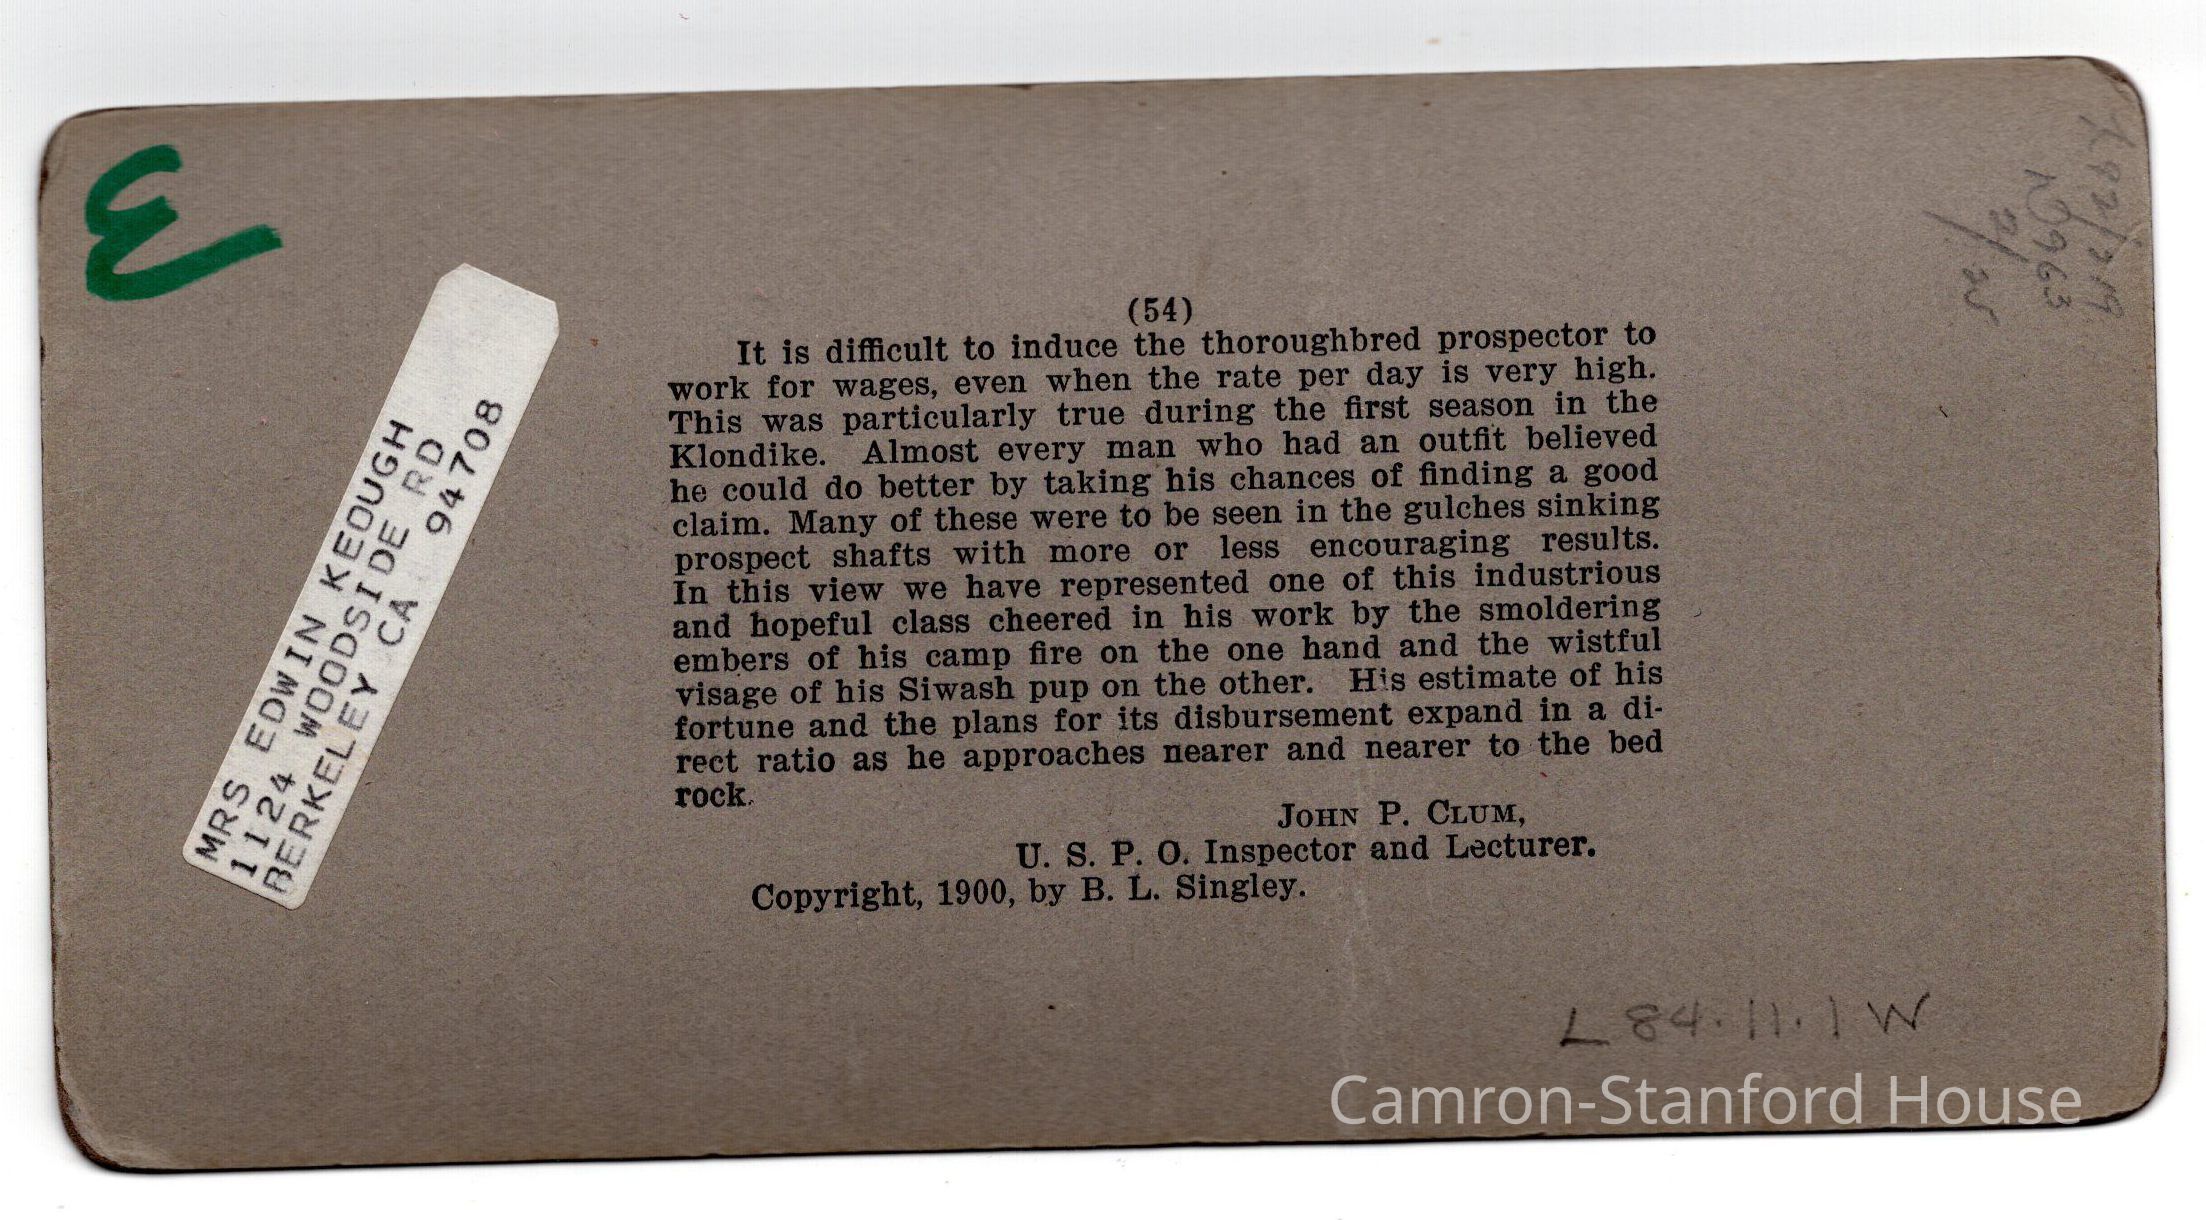 (54)
It is difficult to induce the thoroughbred prospector to
work for wages, even when the rate per day is very high.
This was particularly true during the first season in the
Klondike. Almost every man who had an outfit believed
he could do better by taking his chances of finding a good
claim. Many of these were to be seen in the gulches sinking
prospect shafts with more or less encouraging results.
In this view we have represented one of this industrious
and hopeful class cheered in his work by the smoldering
embers of his camp fire on the one hand and the wistful
visage of his Siwash pup on the other. His estimate of his
fortune and the plans for its disbursement expand in a di-
rect ratio as he approaches nearer and nearer to the bed
rock.
JOHN P. CLUM,
U. S. P. O. Inspector and Lecturer.
Copyright, 1900, by B. L. Singley.
MRS EDWIN KEOUGH
1124 WOODSIDE RD
BERKELEY CA 94708
L 84.11.1 W
Camron-Stanford House